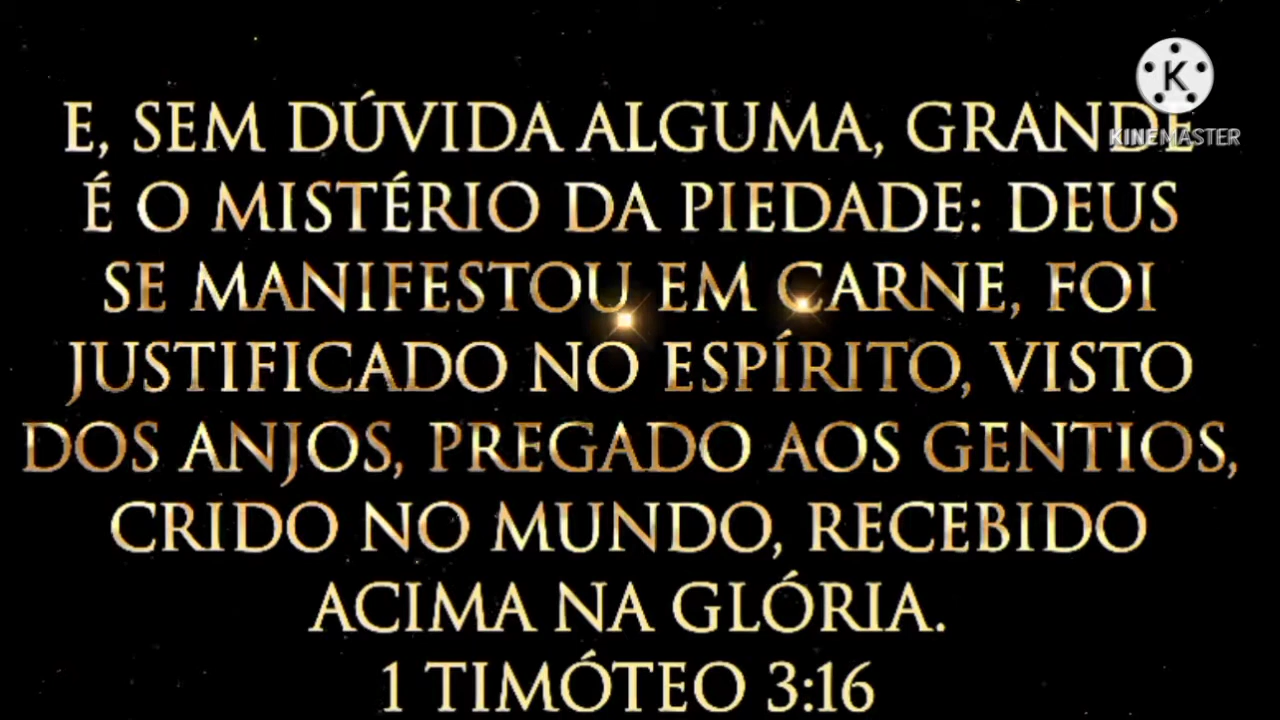 K
KINEMASTER
E, SEM DÚVIDA ALGUMA, GRANDE
É O MISTÉRIO DA PIEDADE: DEUS
SE MANIFESTOU EM CARNE, FOI
JUSTIFICADO NO ESPÍRITO, VISTO
DOS ANJOS, PREGADO AOS GENTIOS,
CRIDO NO MUNDO, RECEBIDO
ACIMA NA GLÓRIA.
1 TIMÓTEO 3:16